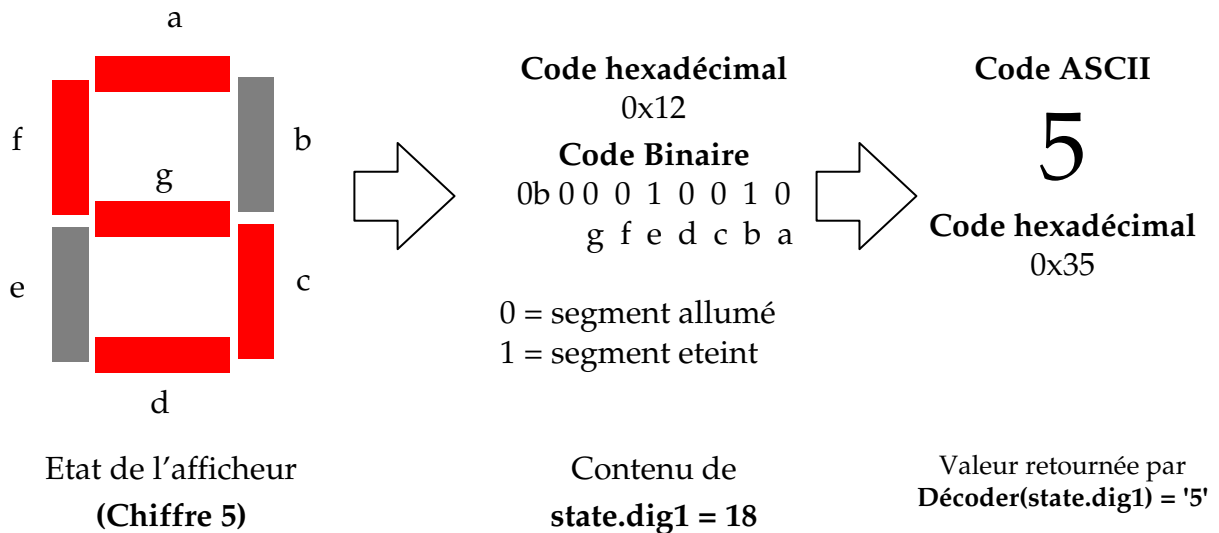 a
f
b
g
e
c
d
Etat de l’afficheur
(Chiffre 5)
Code hexadécimal
0x12
Code Binaire
0b 0 0 0 1 0 0 1 0
g f e d c b a
0 = segment allumé
1 = segment eteint
Contenu de
state.dig1 = 18
Code ASCII
5
Code hexadécimal
0x35
Valeur retournée par
Décoder(state.dig1) = '5'